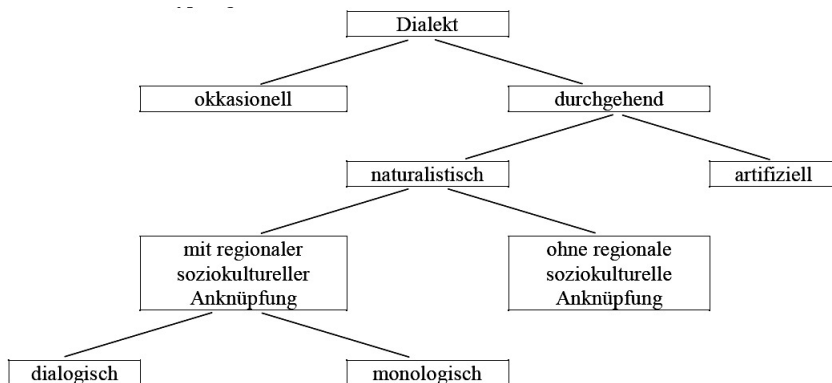 Dialekt
okkasionell
durchgehend
naturalistisch
artifiziell
mit regionaler
soziokultureller
Anknüpfung
ohne regionale
soziokulturelle
Anknüpfung
dialogisch
monologisch